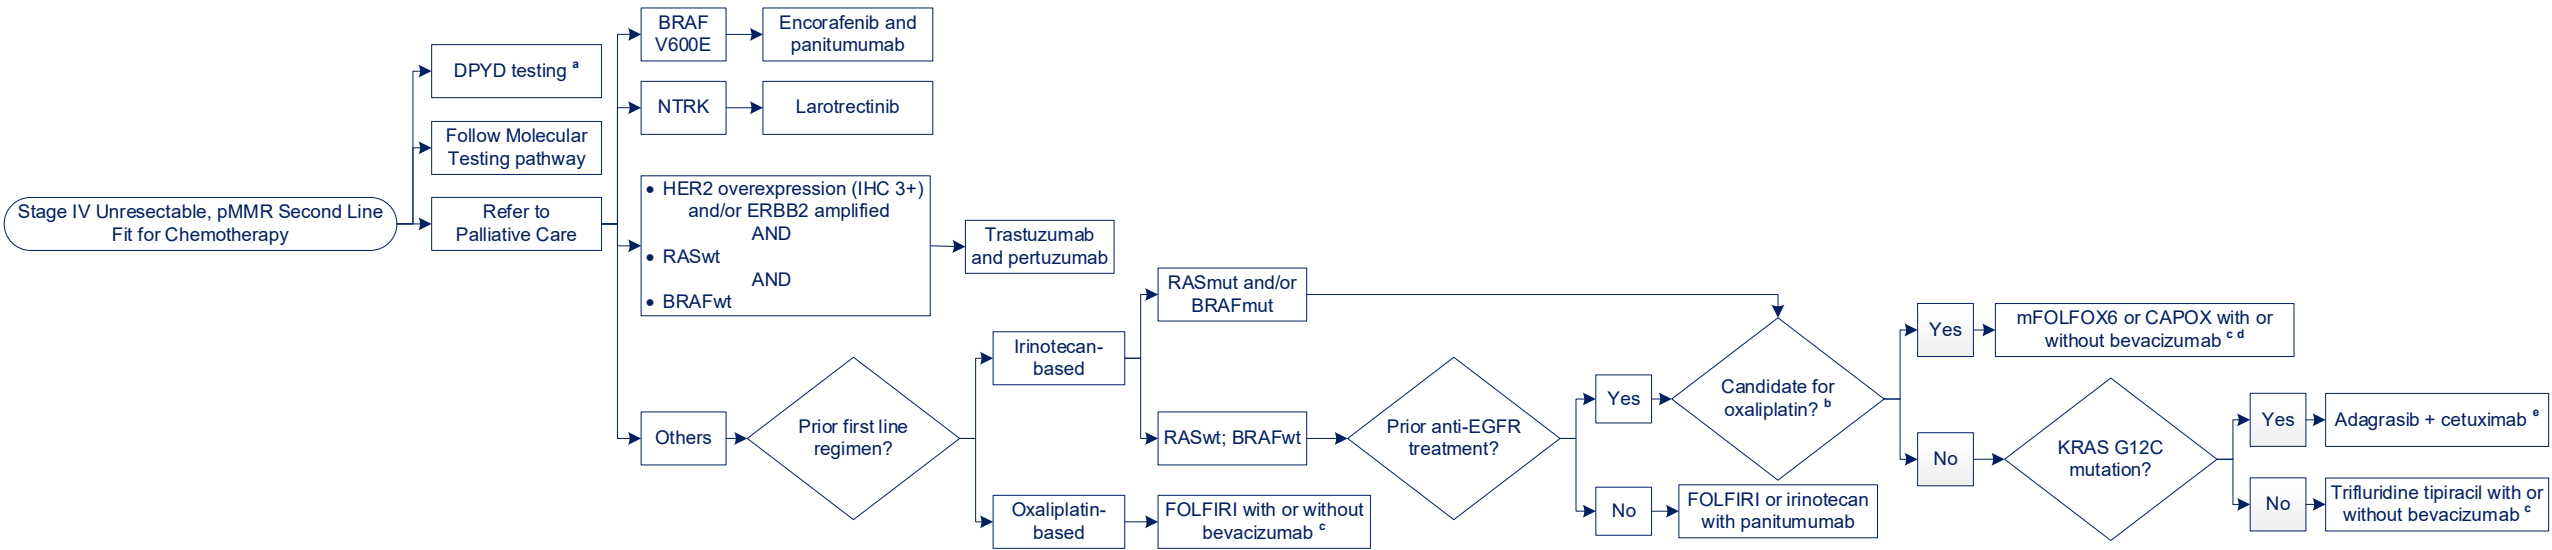 Stage IV Unresectable, pMMR Second Line
Fit for Chemotherapy
DPYD testing a
Follow Molecular
Testing pathway
Refer to
Palliative Care
BRAF
V600E
Encorafenib and
panitumumab
NTRK
Larotrectinib
• HER2 overexpression (IHC 3+)
and/or ERBB2 amplified
AND
• RASwt
AND
• BRAFwt
Trastuzumab
and pertuzumab
Others
Prior first line
regimen?
Irinotecan-
based
RASmut and/or
BRAFmut
RASwt; BRAFwt
Prior anti-EGFR
treatment?
Yes
No
FOLFIRI or irinotecan
with panitumumab
Oxaliplatin-
based
FOLFIRI with or without
bevacizumab c
Candidate for
oxaliplatin? b
Yes
mFOLFOX6 or CAPOX with or
without bevacizumab c d
No
KRAS G12C
mutation?
Yes
Adagrasib + cetuximab e
No
Trifluridine tipiracil with or
without bevacizumab c